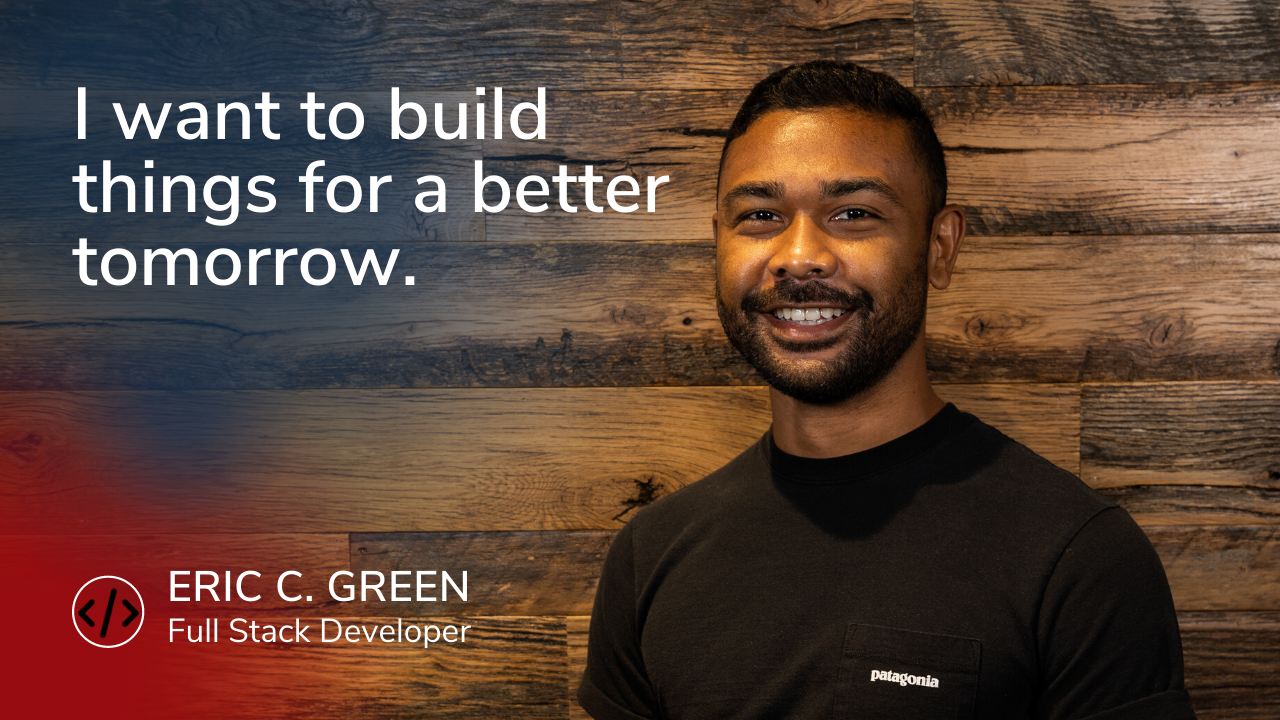 I want to build
things for a better
tomorrow.
</>
ERIC C. GREEN
Full Stack Developer
patagonia